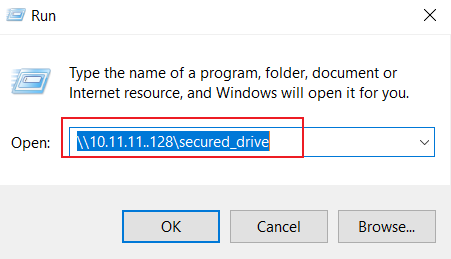 Run
Type the name of a program, folder, document or
Internet resource, and Windows will open it for you.
Open: \\10.11.11..128\secured_drive
OK Cancel Browse...